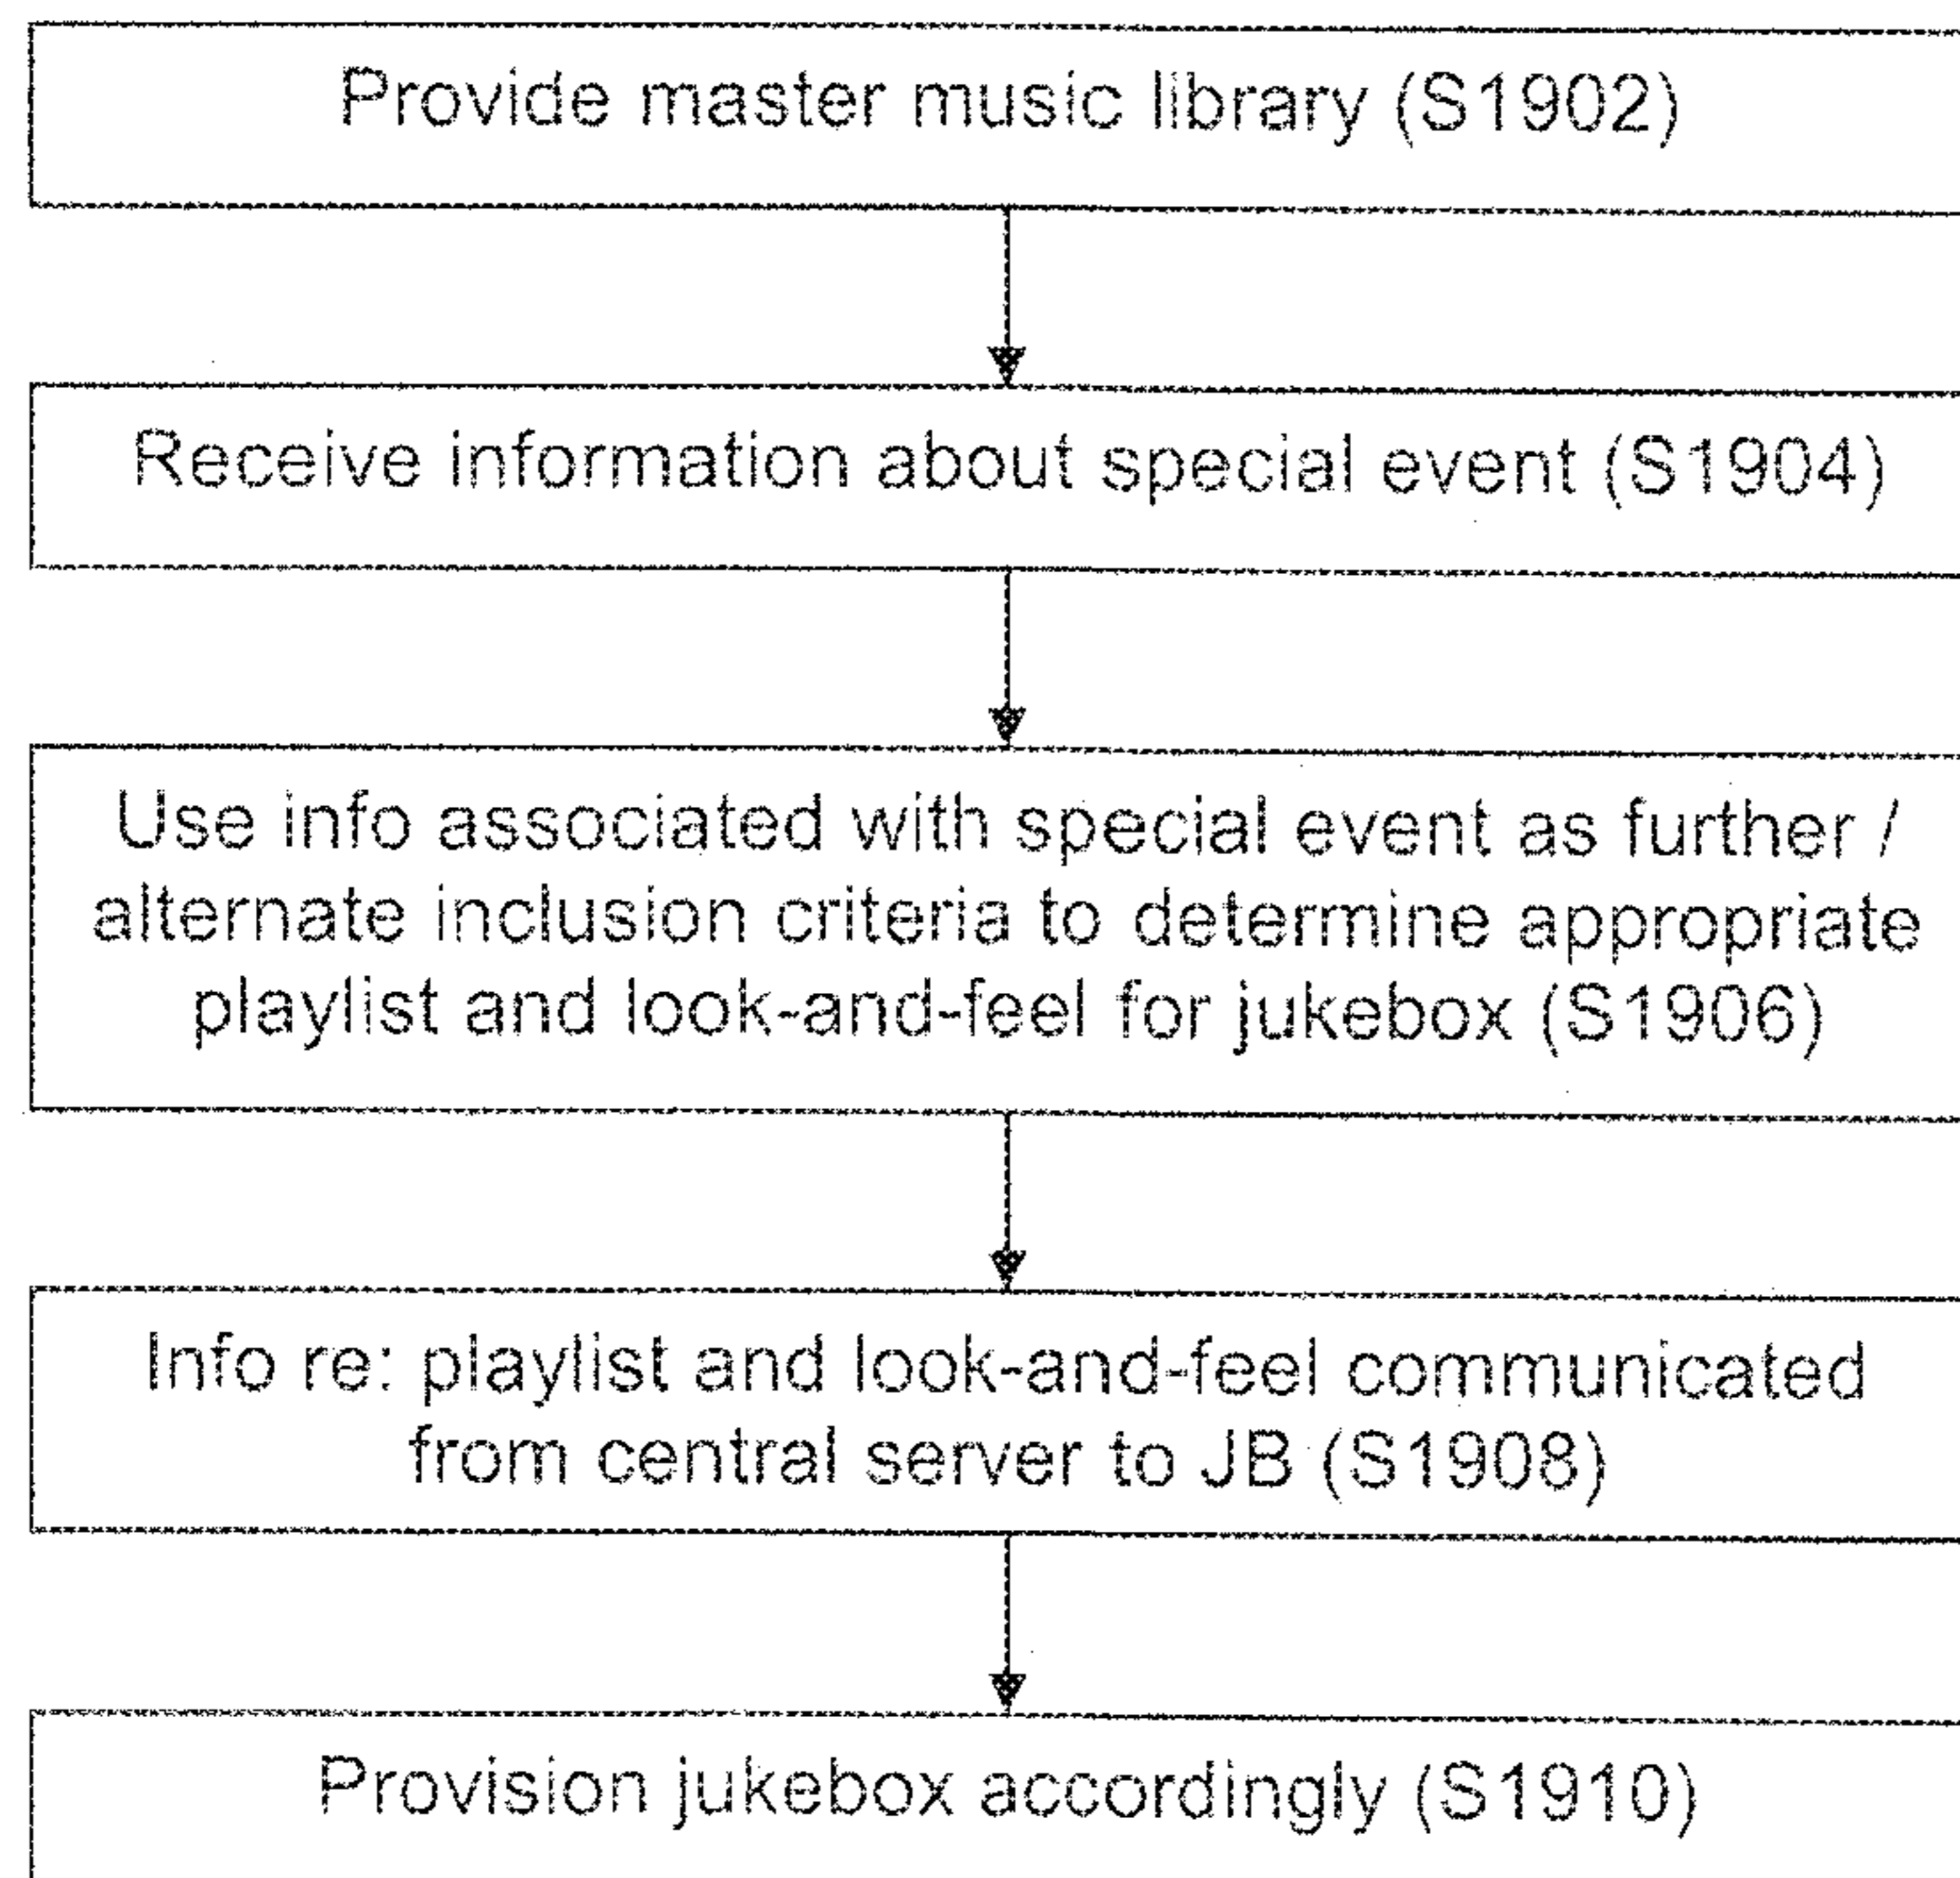 Provide master music library (S1902)
Receive information about special event (S1904)
Use info associated with special event as further /
alternate inclusion criteria to determine appropriate
playlist and look-and-feel for jukebox (S1906)
Info re: playlist and look-and-feel communicated
from central server to JB (S1908)
Provision jukebox accordingly (S1910)